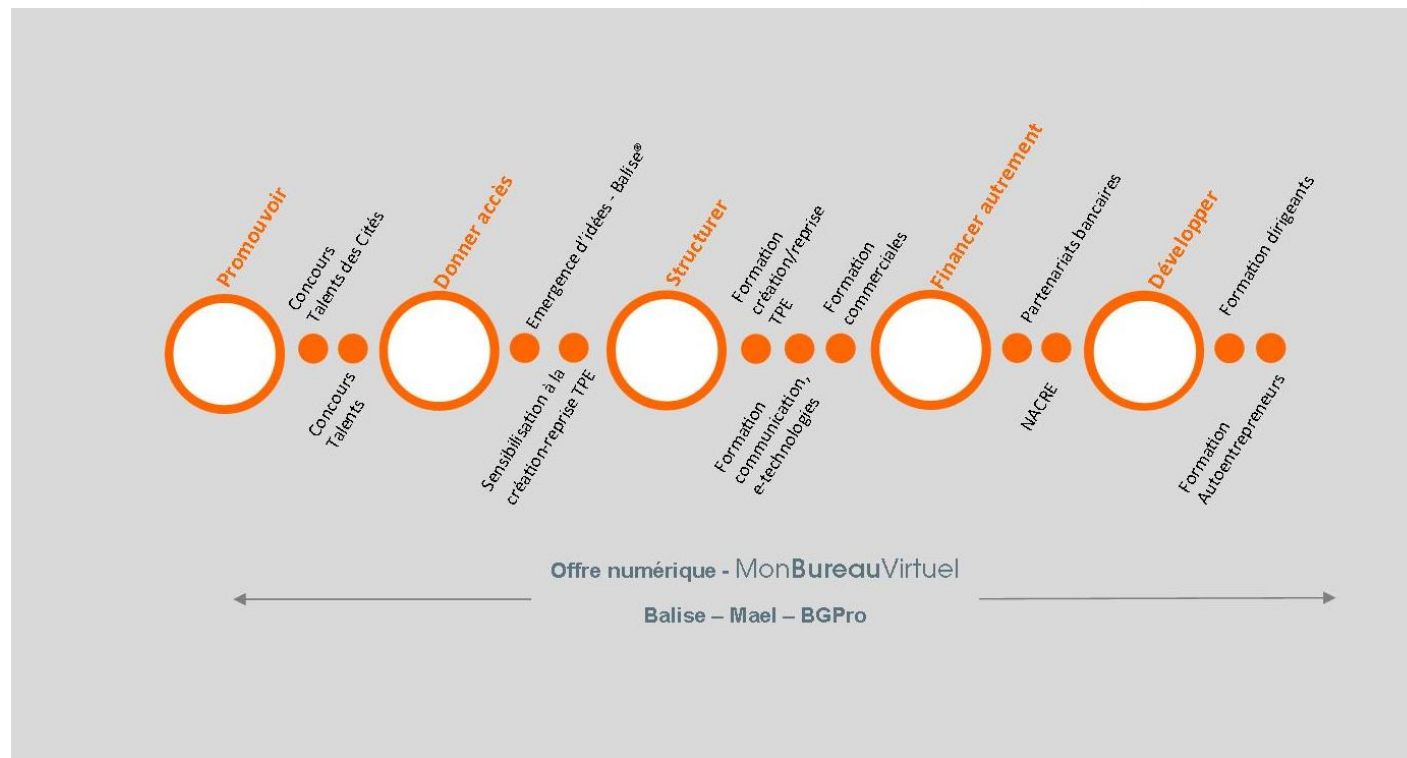 Promouvoir
Concours
Talents des Cités
Concours
Talents
Donner accès
Emergence d'idées - Balise®
Sensibilisation à la
création-reprise TPE
Structurer
Formation
création/reprise
TPE
Formation
communication,
e-technologies
Formation
commerciales
Financer autrement
Partenariats bancaires
NACRE
Développer
Formation dirigeants
Formation
Autoentrepreneurs
Offre numérique - MonBureauVirtuel
Balise – Mael – BGPro